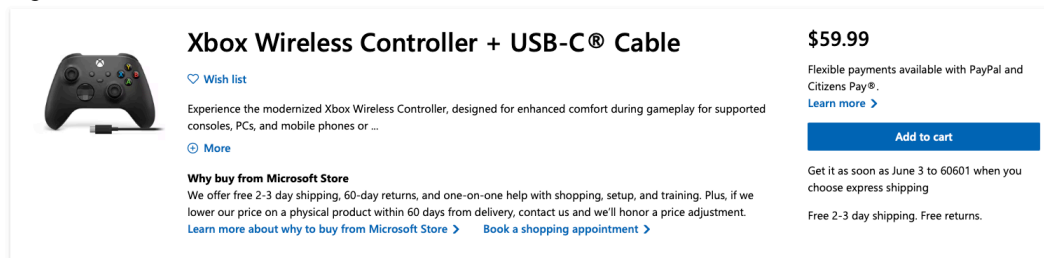 Xbox Wireless Controller + USB-C® Cable
Wish list
Experience the modernized Xbox Wireless Controller, designed for enhanced comfort during gameplay for supported
consoles, PCs, and mobile phones or ...
More
Why buy from Microsoft Store
We offer free 2-3 day shipping, 60-day returns, and one-on-one help with shopping, setup, and training. Plus, if we
lower our price on a physical product within 60 days from delivery, contact us and we'll honor a price adjustment.
Learn more about why to buy from Microsoft Store
Book a shopping appointment
$59.99
Flexible payments available with PayPal and
Citizens Pay®.
Learn more
Add to cart
Get it as soon as June 3 to 60601 when you
choose express shipping
Free 2-3 day shipping. Free returns.